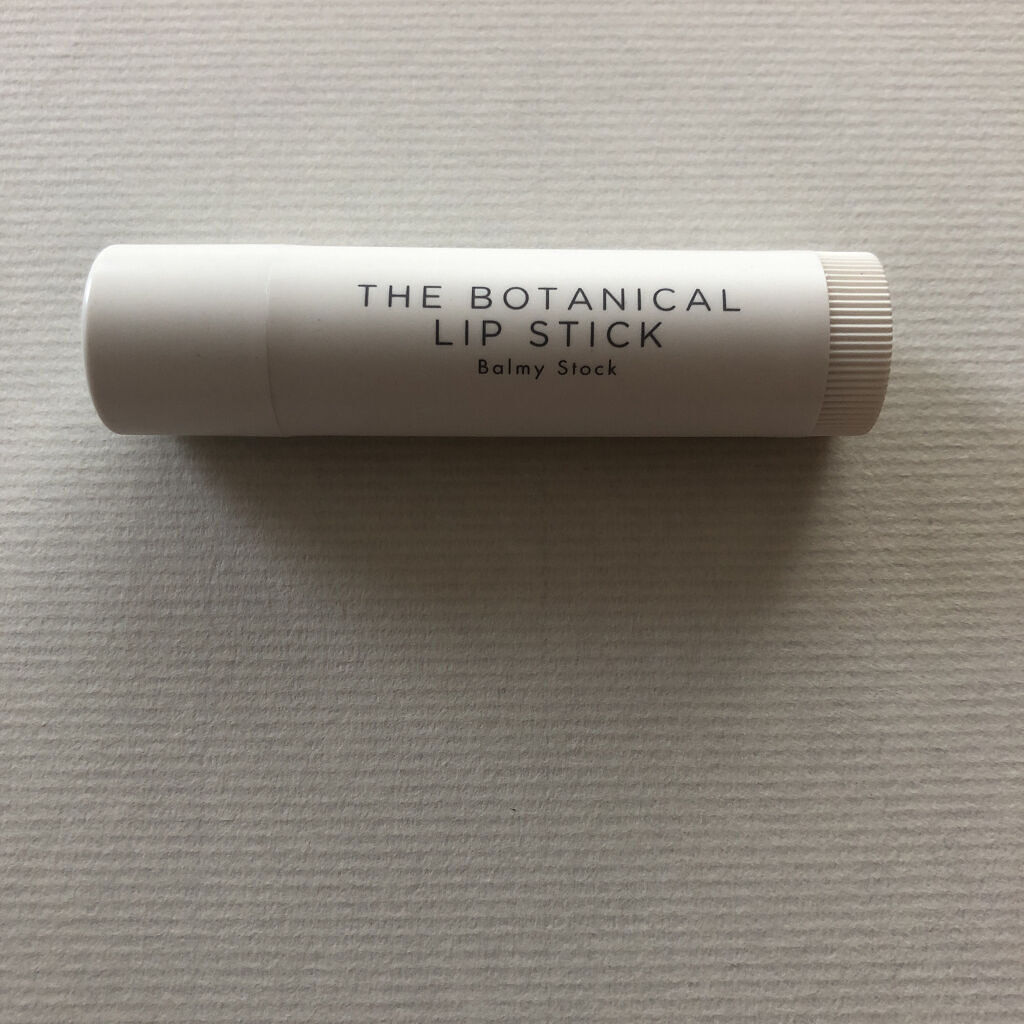 THE BOTANICAL
LIP STICK
Balmy Stock